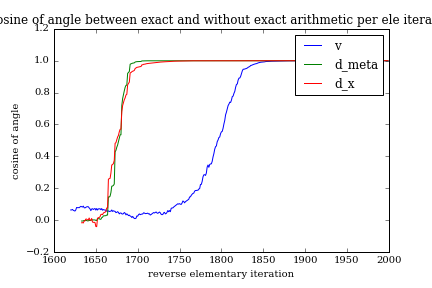 osine of angle between exact and without exact arithmetic per ele itera
1.2
1.0
0.8
0.6
0.4
0.2
0.0
−0.2
cosine of angle
v
d_meta
d_x
1600 1650 1700 1750 1800 1850 1900 1950 2000
reverse elementary iteration